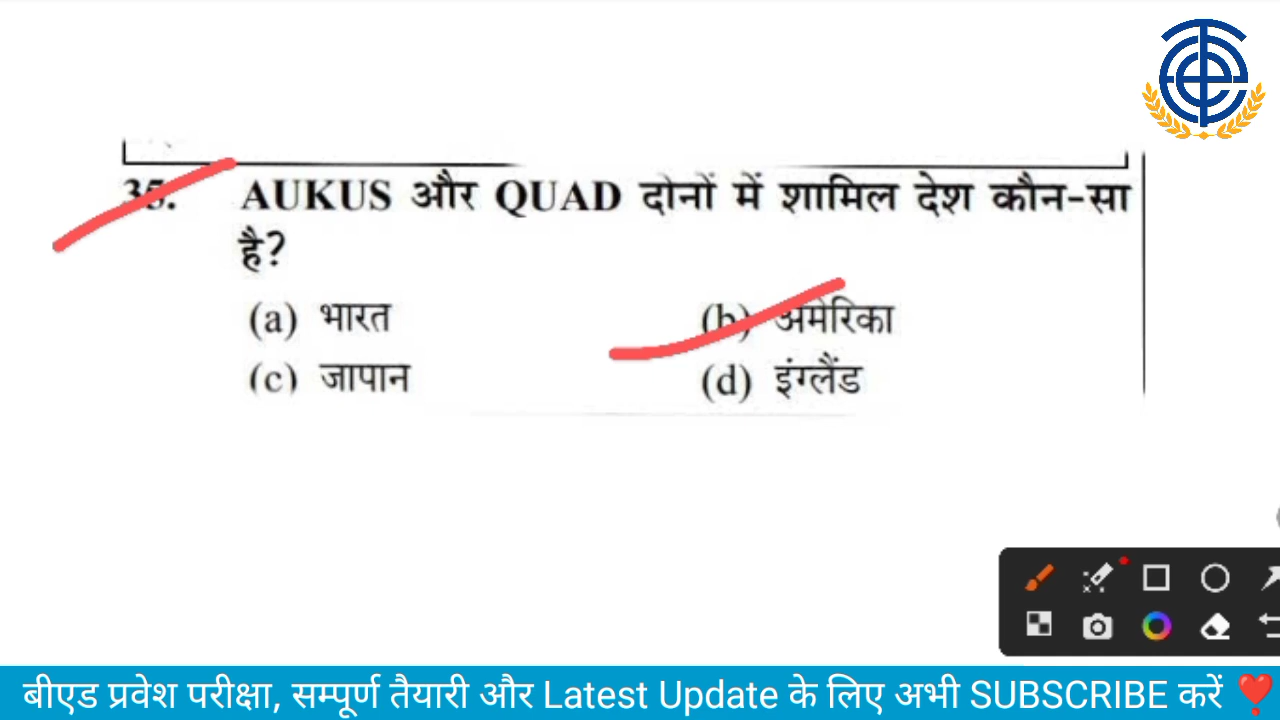 35. AUKUS और QUAD दोनों में शामिल देश कौन-सा
है?
(a) भारत (b) अमेरिका
(c) जापान (d) इंग्लैंड
बीएड प्रवेश परीक्षा, सम्पूर्ण तैयारी और Latest Update के लिए अभी SUBSCRIBE करें ❣️